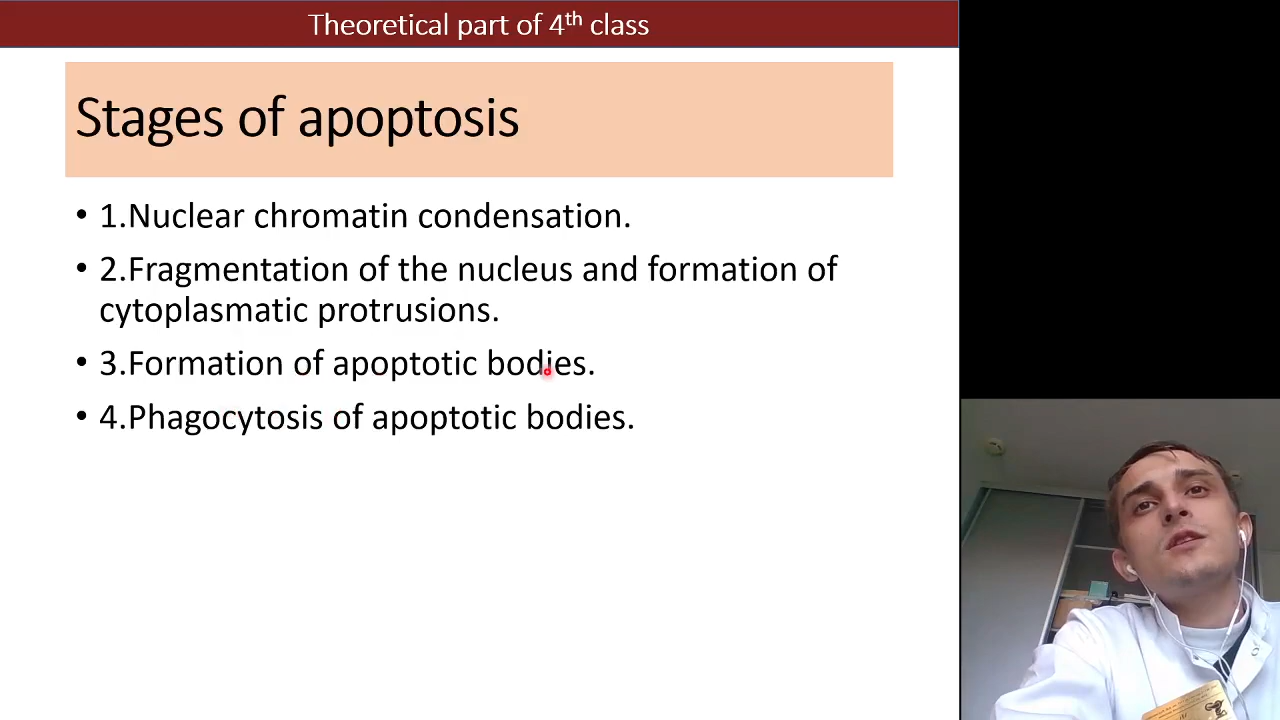 Theoretical part of 4th class
Stages of apoptosis
• 1.Nuclear chromatin condensation.
• 2.Fragmentation of the nucleus and formation of
cytoplasmatic protrusions.
• 3.Formation of apoptotic bodies.
• 4.Phagocytosis of apoptotic bodies.